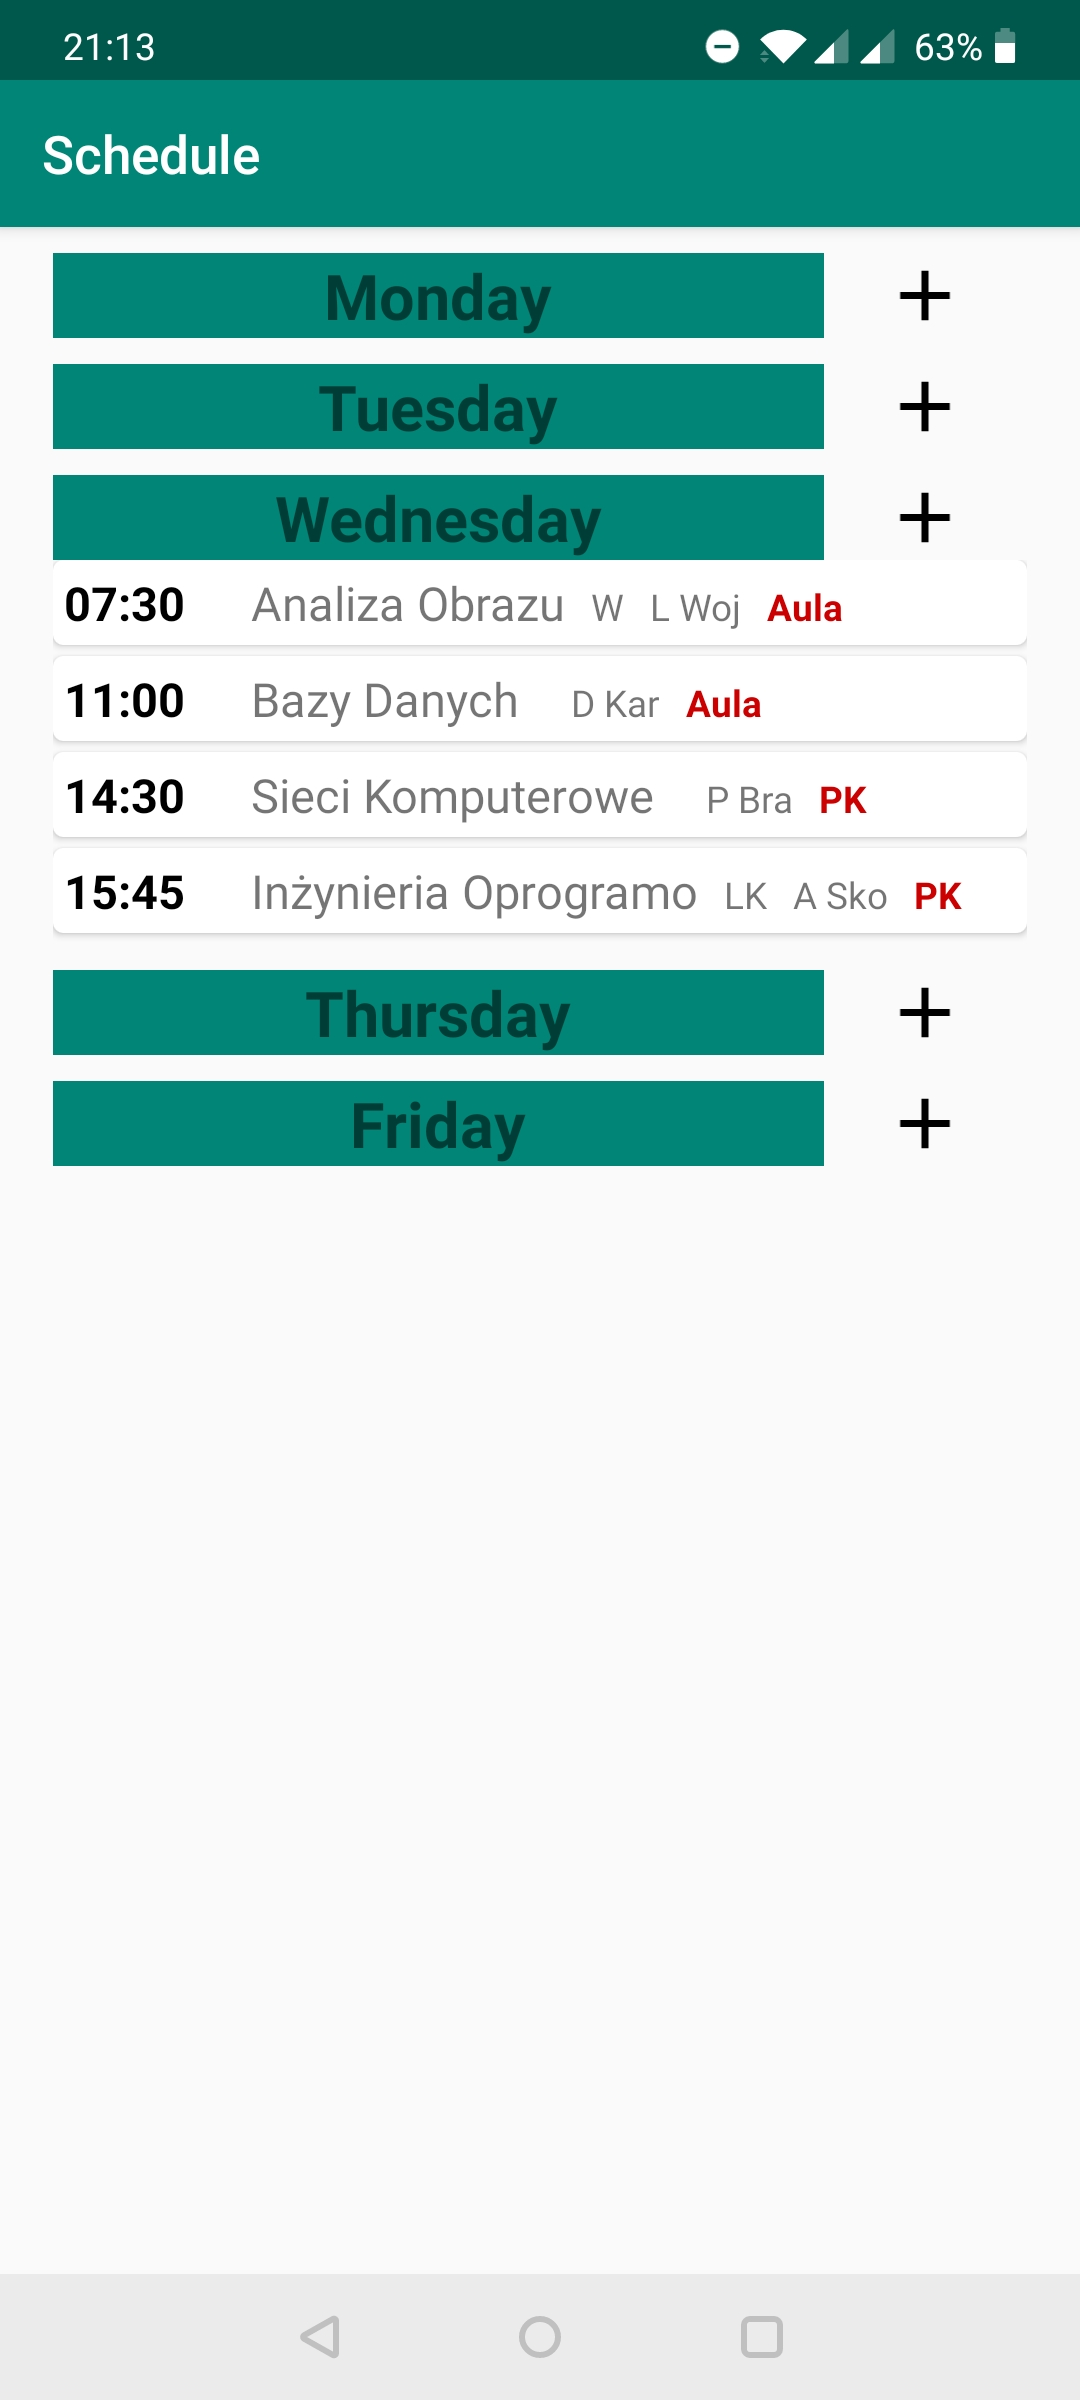 21:13 63%
Schedule
Monday
Tuesday
Wednesday
07:30 Analiza Obrazu W L Woj Aula
11:00 Bazy Danych D Kar Aula
14:30 Sieci Komputerowe P Bra PK
15:45 Inżynieria Oprogramo LK A Sko PK
Thursday
Friday